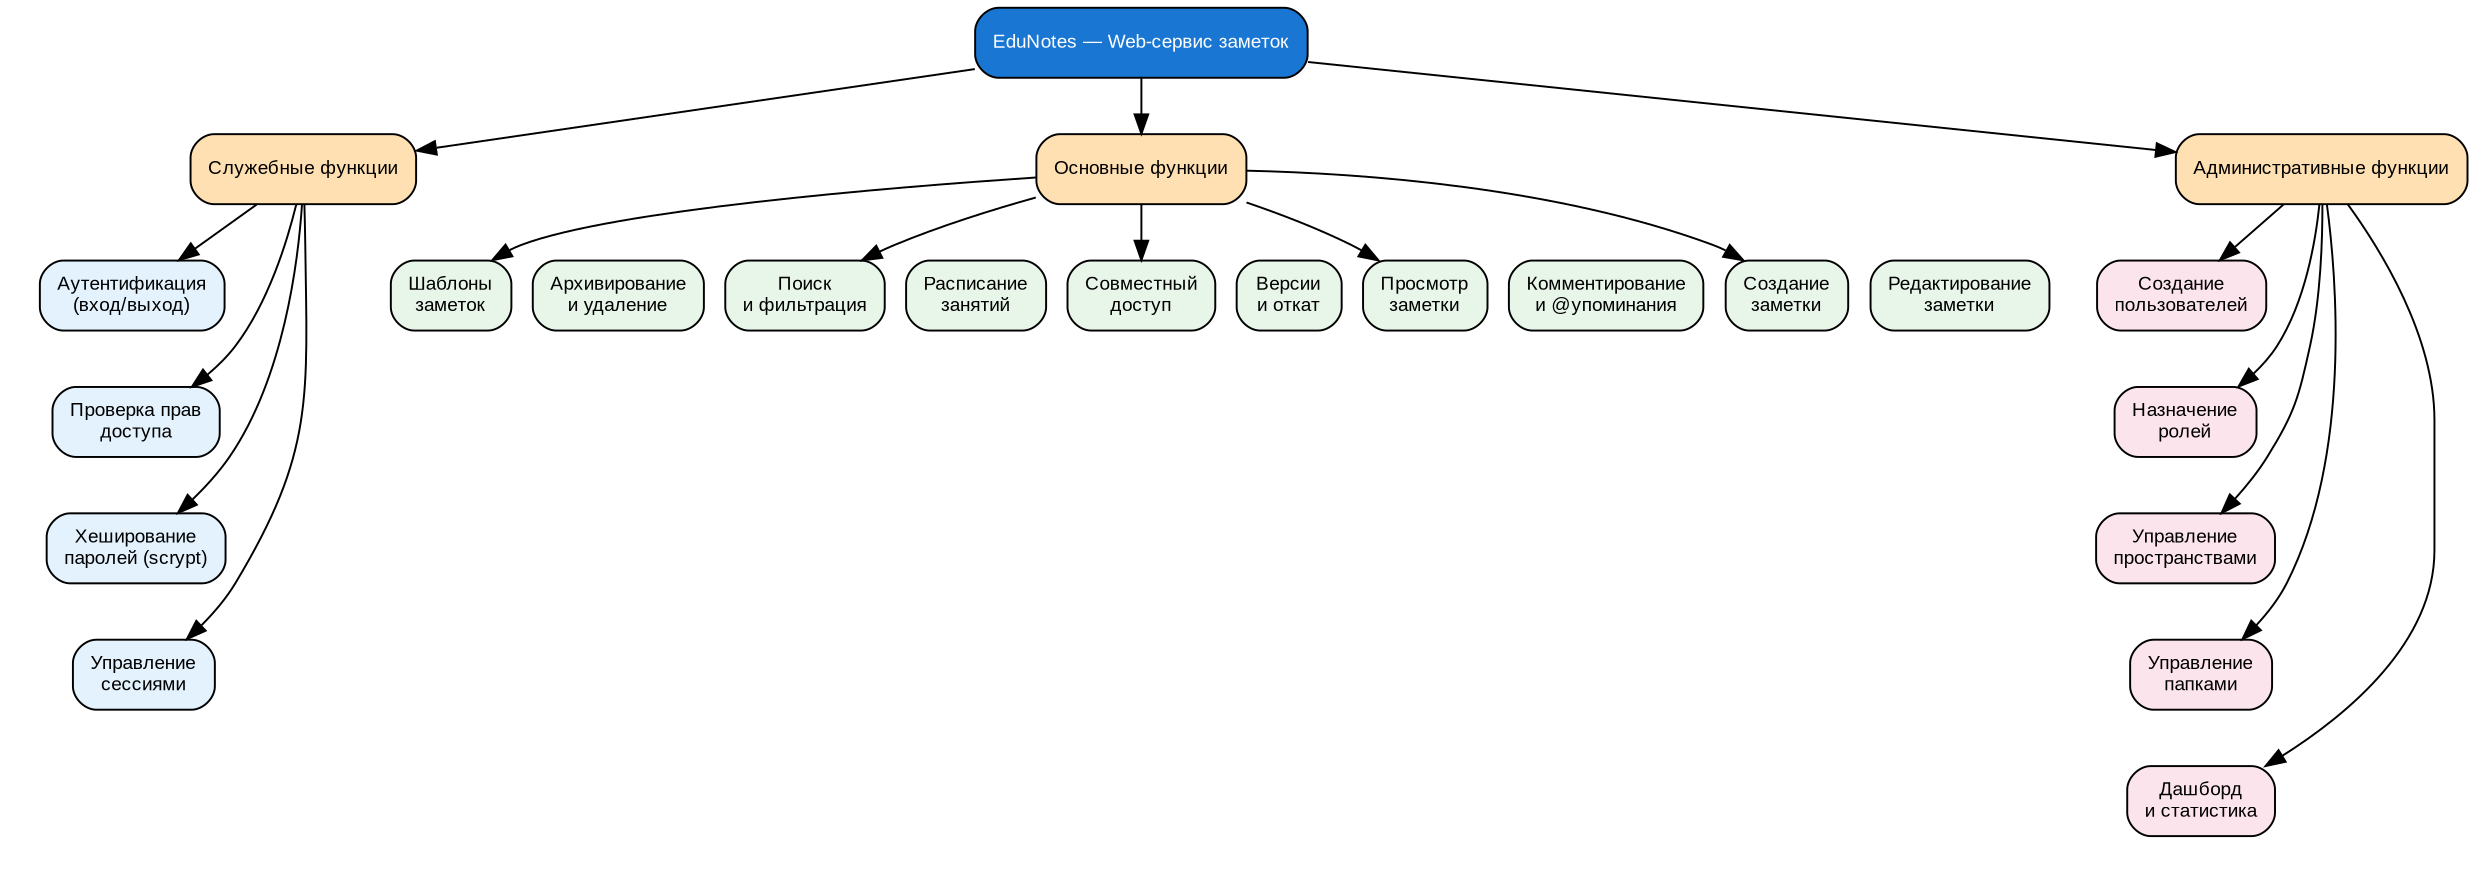 EduNotes — Web-сервис заметок
Служебные функции
Основные функции
Административные функции
Аутентификация
(вход/выход)
Шаблоны
заметок
Архивирование
и удаление
Поиск
и фильтрация
Расписание
занятий
Совместный
доступ
Версии
и откат
Просмотр
заметки
Комментирование
и @упоминания
Создание
заметки
Редактирование
заметки
Создание
пользователей
Проверка прав
доступа
Назначение
ролей
Хеширование
паролей (scrypt)
Управление
пространствами
Управление
сессиями
Управление
папками
Дашборд
и статистика